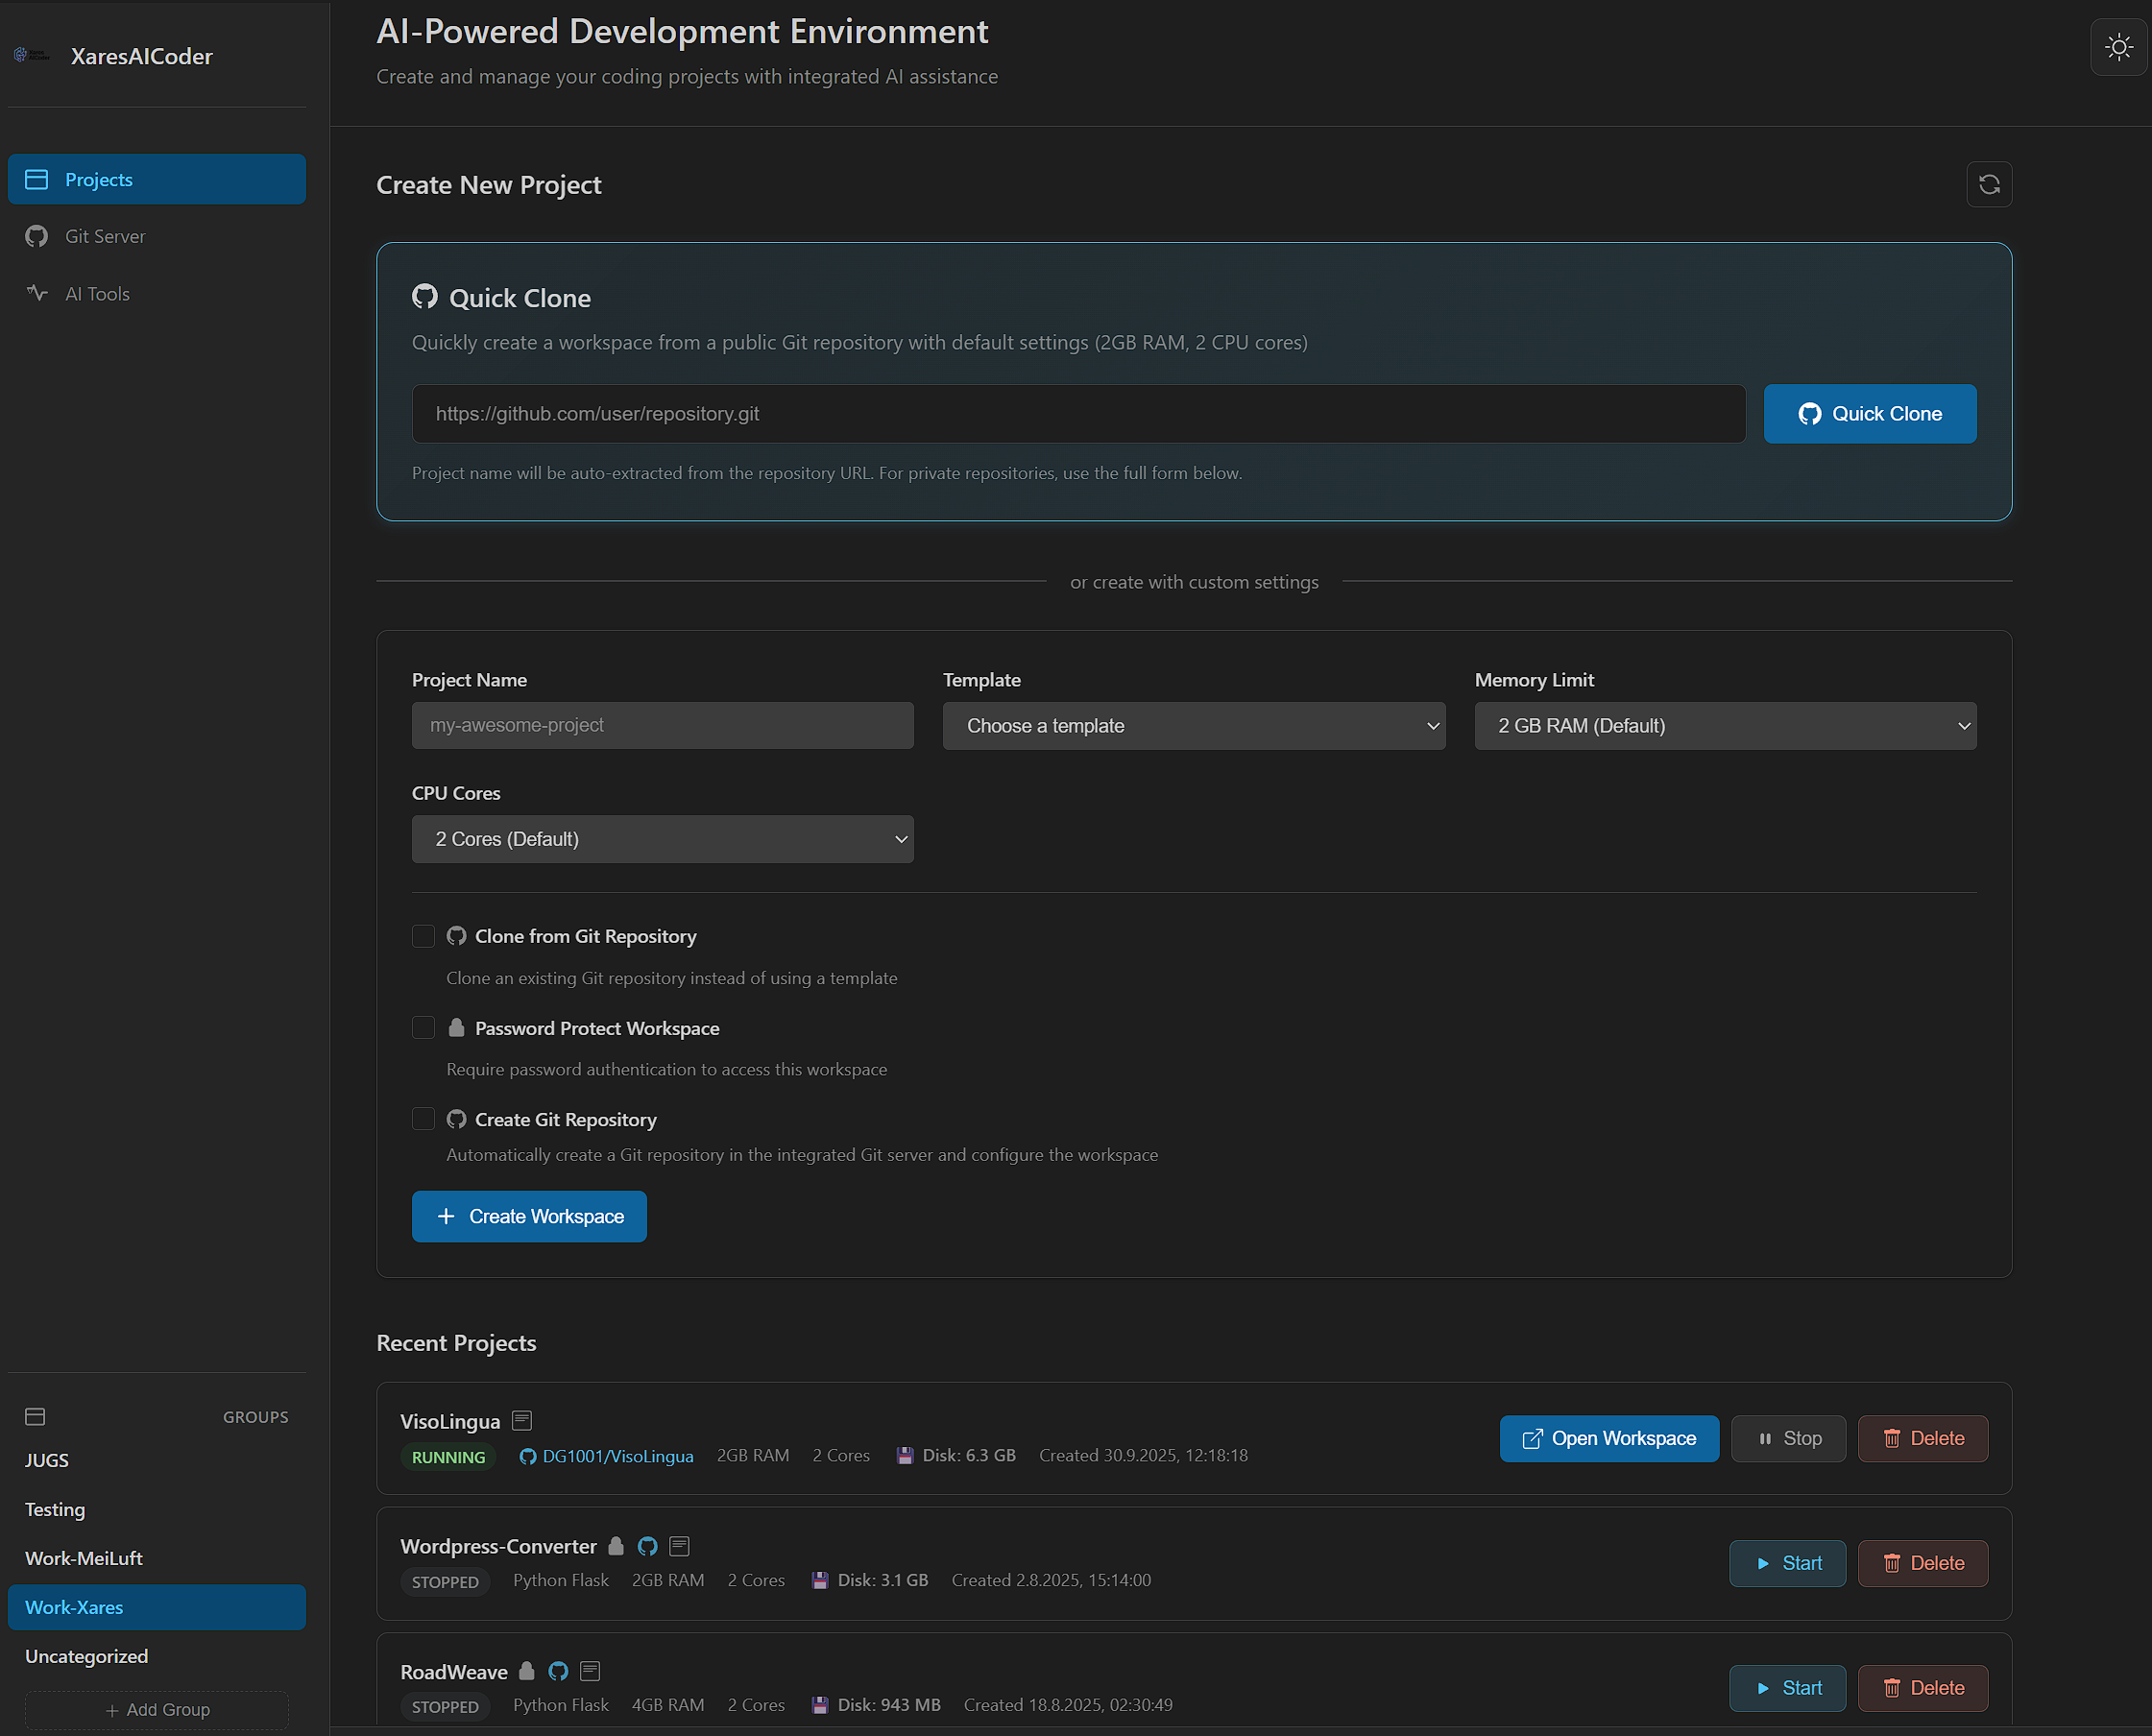 XaresAICoder
Projects
Git Server
AI Tools
GROUPS
JUGS
Testing
Work-MeiLuft
Work-Xares
Uncategorized
+ Add Group
AI-Powered Development Environment
Create and manage your coding projects with integrated AI assistance
Create New Project
Quick Clone
Quickly create a workspace from a public Git repository with default settings (2GB RAM, 2 CPU cores)
https://github.com/user/repository.git
Quick Clone
Project name will be auto-extracted from the repository URL. For private repositories, use the full form below.
or create with custom settings
Project Name
Template
Memory Limit
my-awesome-project
Choose a template
2 GB RAM (Default)
CPU Cores
2 Cores (Default)
Clone from Git Repository
Clone an existing Git repository instead of using a template
Password Protect Workspace
Require password authentication to access this workspace
Create Git Repository
Automatically create a Git repository in the integrated Git server and configure the workspace
+ Create Workspace
Recent Projects
VisoLingua
RUNNING DG1001/VisoLingua 2GB RAM 2 Cores Disk: 6.3 GB Created 30.9.2025, 12:18:18
Open Workspace Stop Delete
Wordpress-Converter
STOPPED Python Flask 2GB RAM 2 Cores Disk: 3.1 GB Created 2.8.2025, 15:14:00
Start Delete
RoadWeave
STOPPED Python Flask 4GB RAM 2 Cores Disk: 943 MB Created 18.8.2025, 02:30:49
Start Delete